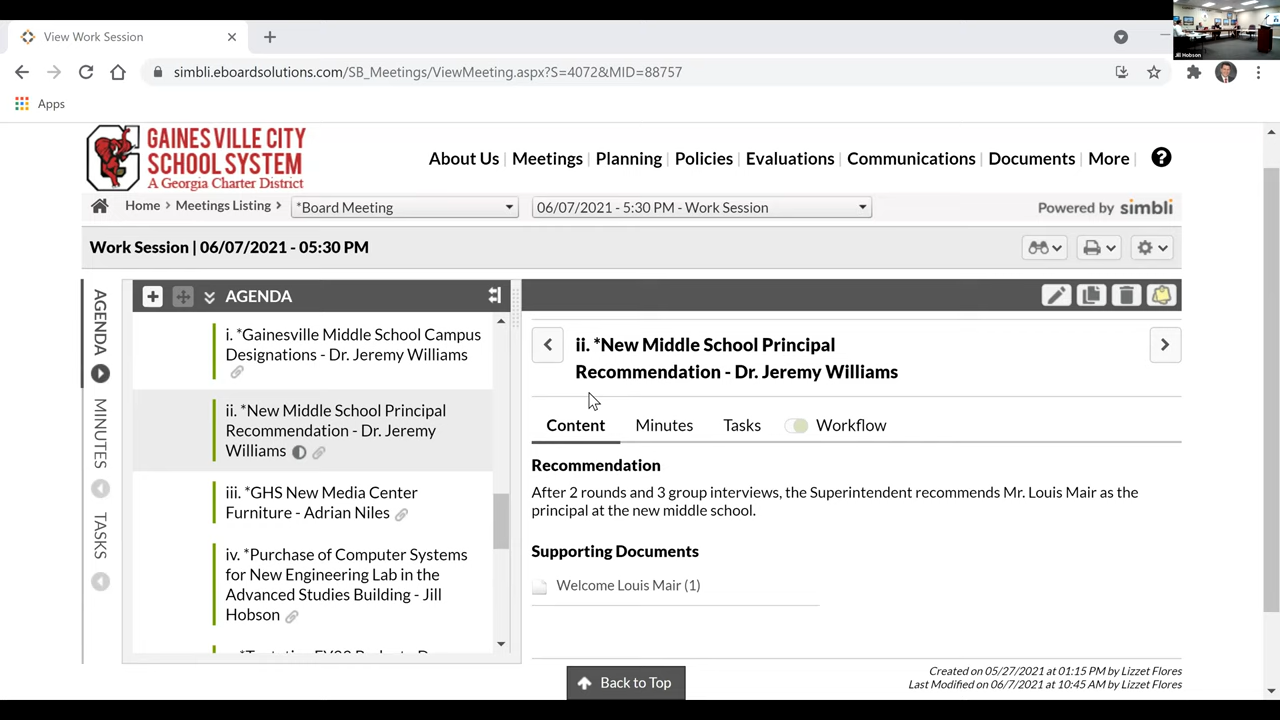 View Work Session
Jill Hobson
simbli.eboardsolutions.com/SB_Meetings/ViewMeeting.aspx?S=4072&MID=88757
Apps
GAINESVILLE CITY
SCHOOL SYSTEM
A Georgia Charter District
About Us | Meetings | Planning | Policies | Evaluations | Communications | Documents | More |
Home > Meetings Listing > *Board Meeting 06/07/2021 - 5:30 PM - Work Session Powered by simbli
Work Session | 06/07/2021 - 05:30 PM
AGENDA
MINUTES
TASKS
AGENDA
i. *Gainesville Middle School Campus
Designations - Dr. Jeremy Williams
ii. *New Middle School Principal
Recommendation - Dr. Jeremy
Williams
iii. *GHS New Media Center
Furniture - Adrian Niles
iv. *Purchase of Computer Systems
for New Engineering Lab in the
Advanced Studies Building - Jill
Hobson
ii. *New Middle School Principal
Recommendation - Dr. Jeremy Williams
Content Minutes Tasks Workflow
Recommendation
After 2 rounds and 3 group interviews, the Superintendent recommends Mr. Louis Mair as the
principal at the new middle school.
Supporting Documents
Welcome Louis Mair (1)
Created on 05/27/2021 at 01:15 PM by Lizzet Flores
Last Modified on 06/7/2021 at 10:45 AM by Lizzet Flores
Back to Top